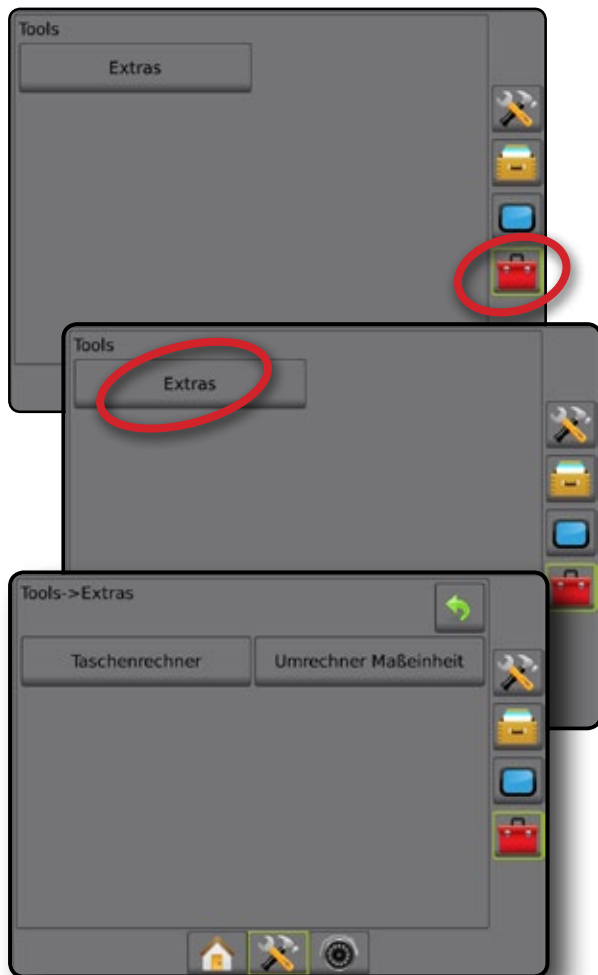 Tools
Extras
Tools
Extras
Tools->Extras
Taschenrechner Umrechner Maßeinheit